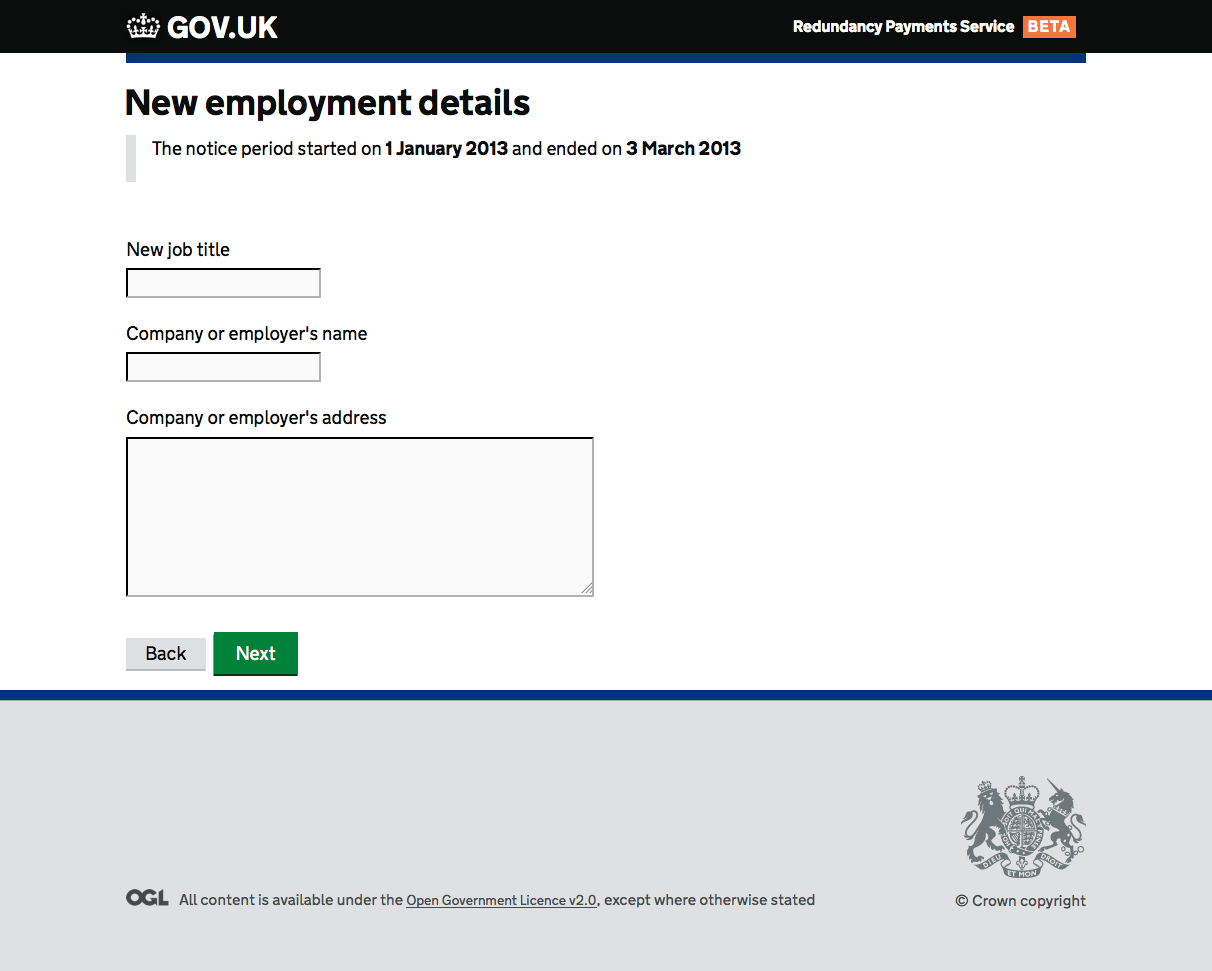 GOV.UK
Redundancy Payments Service BETA
New employment details
The notice period started on 1 January 2013 and ended on 3 March 2013
New job title
Company or employer's name
Company or employer's address
Back Next
DIEU ET MON DROIT
OGL All content is available under the Open Government Licence v2.0, except where otherwise stated
© Crown copyright